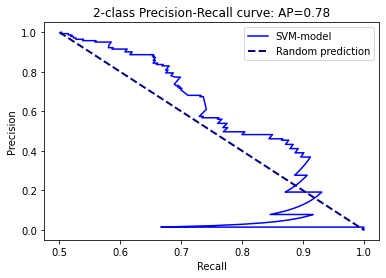 2-class Precision-Recall curve: AP=0.78
SVM-model
Random prediction
Precision
1.0
0.8
0.6
0.4
0.2
0.0
0.5 0.6 0.7 0.8 0.9 1.0
Recall